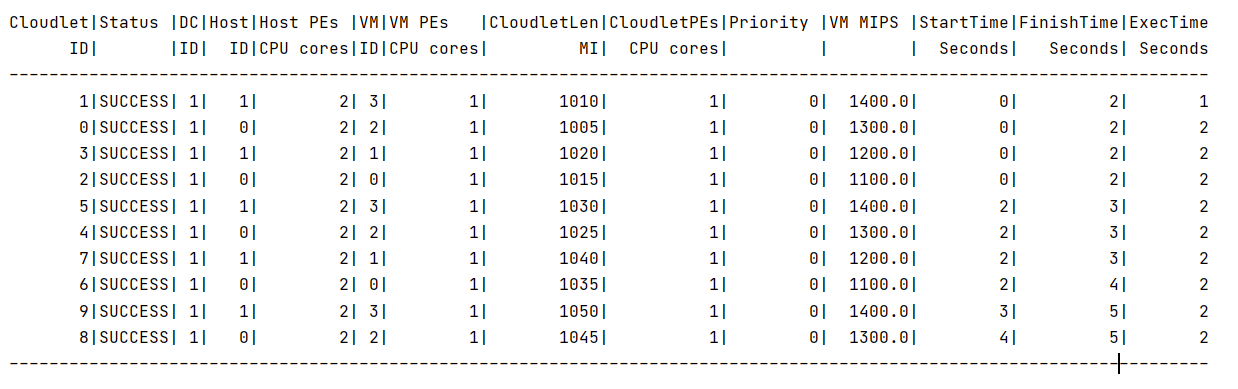 Cloudlet|Status |DC|Host|Host PEs |VM|VM PEs   |CloudletLen|CloudletPEs|Priority |VM MIPS |StartTime|FinishTime|ExecTime
      ID|       |ID|  ID|CPU cores|ID|CPU cores|         MI|  CPU cores|         |        |  Seconds|   Seconds| Seconds
------------------------------------------------------------------------------------------------------------------------
       1|SUCCESS| 1|   1|        2| 3|        1|       1010|          1|        0|  1400.0|        0|         2|       1
       0|SUCCESS| 1|   0|        2| 2|        1|       1005|          1|        0|  1300.0|        0|         2|       2
       3|SUCCESS| 1|   1|        2| 1|        1|       1020|          1|        0|  1200.0|        0|         2|       2
       2|SUCCESS| 1|   0|        2| 0|        1|       1015|          1|        0|  1100.0|        0|         2|       2
       5|SUCCESS| 1|   1|        2| 3|        1|       1030|          1|        0|  1400.0|        2|         3|       2
       4|SUCCESS| 1|   0|        2| 2|        1|       1025|          1|        0|  1300.0|        2|         3|       2
       7|SUCCESS| 1|   1|        2| 1|        1|       1040|          1|        0|  1200.0|        2|         3|       2
       6|SUCCESS| 1|   0|        2| 0|        1|       1035|          1|        0|  1100.0|        2|         4|       2
       9|SUCCESS| 1|   1|        2| 3|        1|       1050|          1|        0|  1400.0|        3|         5|       2
       8|SUCCESS| 1|   0|        2| 2|        1|       1045|          1|        0|  1300.0|        4|         5|       2
------------------------------------------------------------------------------------------------------------------------